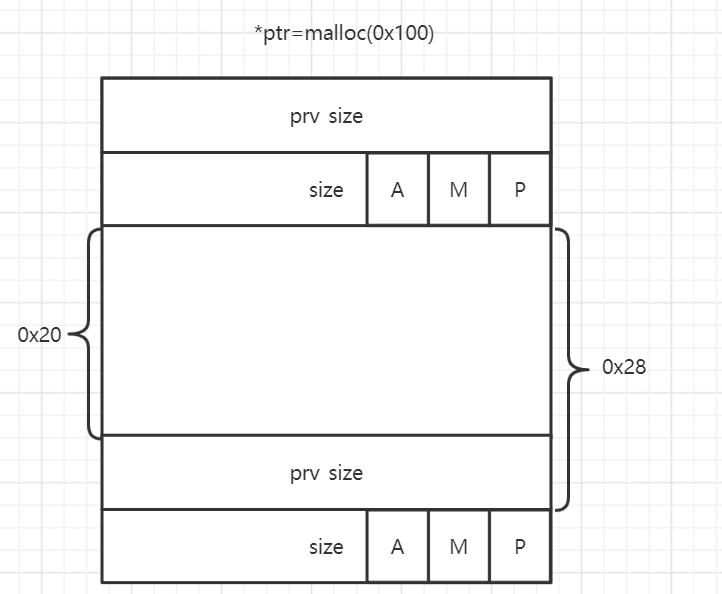 *ptr=malloc(0x100)
prv size
size A M P
0x20
0x28
prv size
size A M P